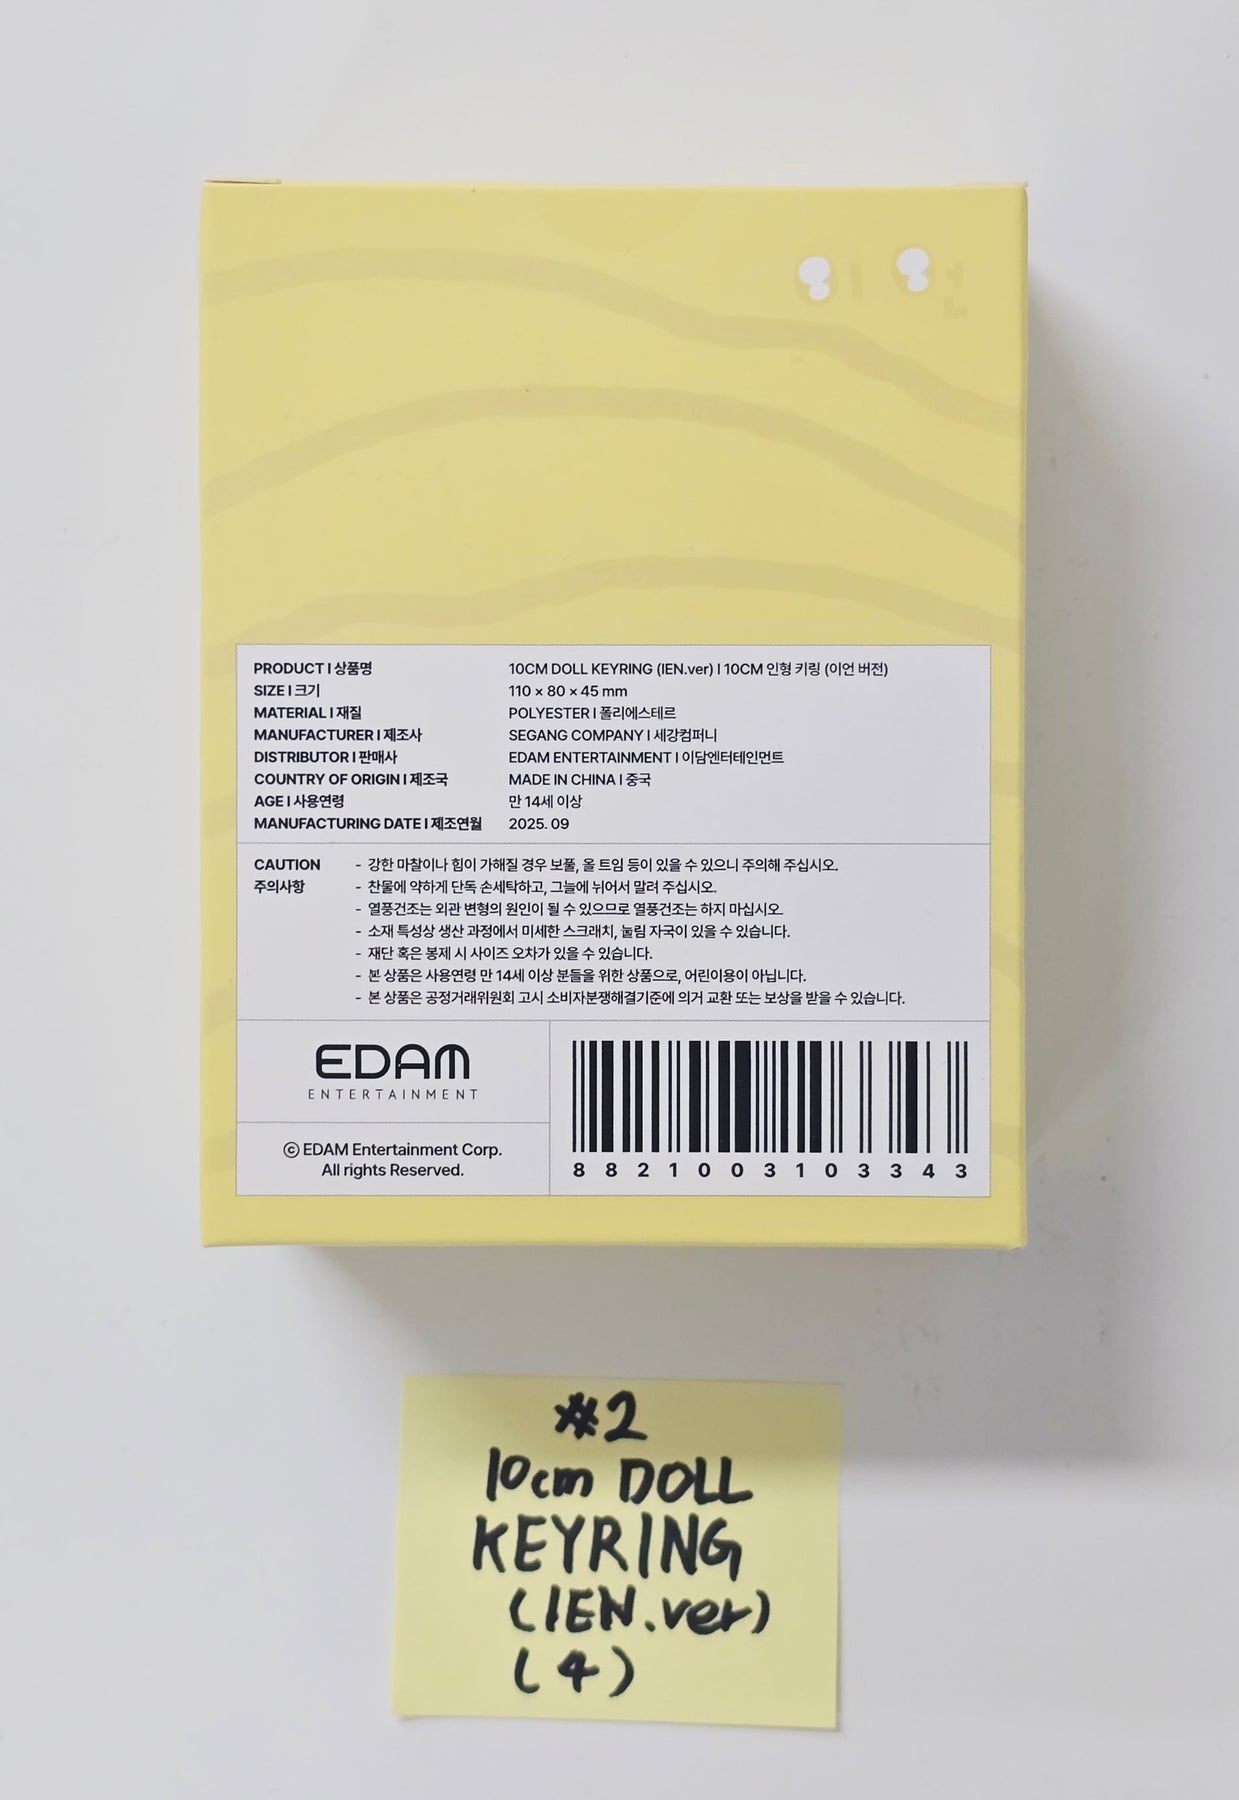 이언
PRODUCT I 상품명 10CM DOLL KEYRING (IEN.ver) I 10CM 인형 키링 (이언 버전)
SIZE I 크기 110 × 80 × 45 mm
MATERIAL I 재질 POLYESTER I 폴리에스테르
MANUFACTURER I 제조사 SEGANG COMPANY I 세강컴퍼니
DISTRIBUTOR I 판매사 EDAM ENTERTAINMENT I 이담엔터테인먼트
COUNTRY OF ORIGIN I 제조국 MADE IN CHINA I 중국
AGE I 사용연령 만 14세 이상
MANUFACTURING DATE I 제조연월 2025. 09
CAUTION - 강한 마찰이나 힘이 가해질 경우 보풀, 올 트임 등이 있을 수 있으니 주의해 주십시오.
주의사항 - 찬물에 약하게 단독 손세탁하고, 그늘에 뉘어서 말려 주십시오.
- 열풍건조는 외관 변형의 원인이 될 수 있으므로 열풍건조는 하지 마십시오.
- 소재 특성상 생산 과정에서 미세한 스크래치, 눌림 자국이 있을 수 있습니다.
- 재단 혹은 봉제 시 사이즈 오차가 있을 수 있습니다.
- 본 상품은 사용연령 만 14세 이상 분들을 위한 상품으로, 어린이용이 아닙니다.
- 본 상품은 공정거래위원회 고시 소비자분쟁해결기준에 의거 교환 또는 보상을 받을 수 있습니다.
EDAM
ENTERTAINMENT
ⓒ EDAM Entertainment Corp.
All rights Reserved.
8821003103343
#2
10cm DOLL
KEYRING
(IEN.ver)
(4)